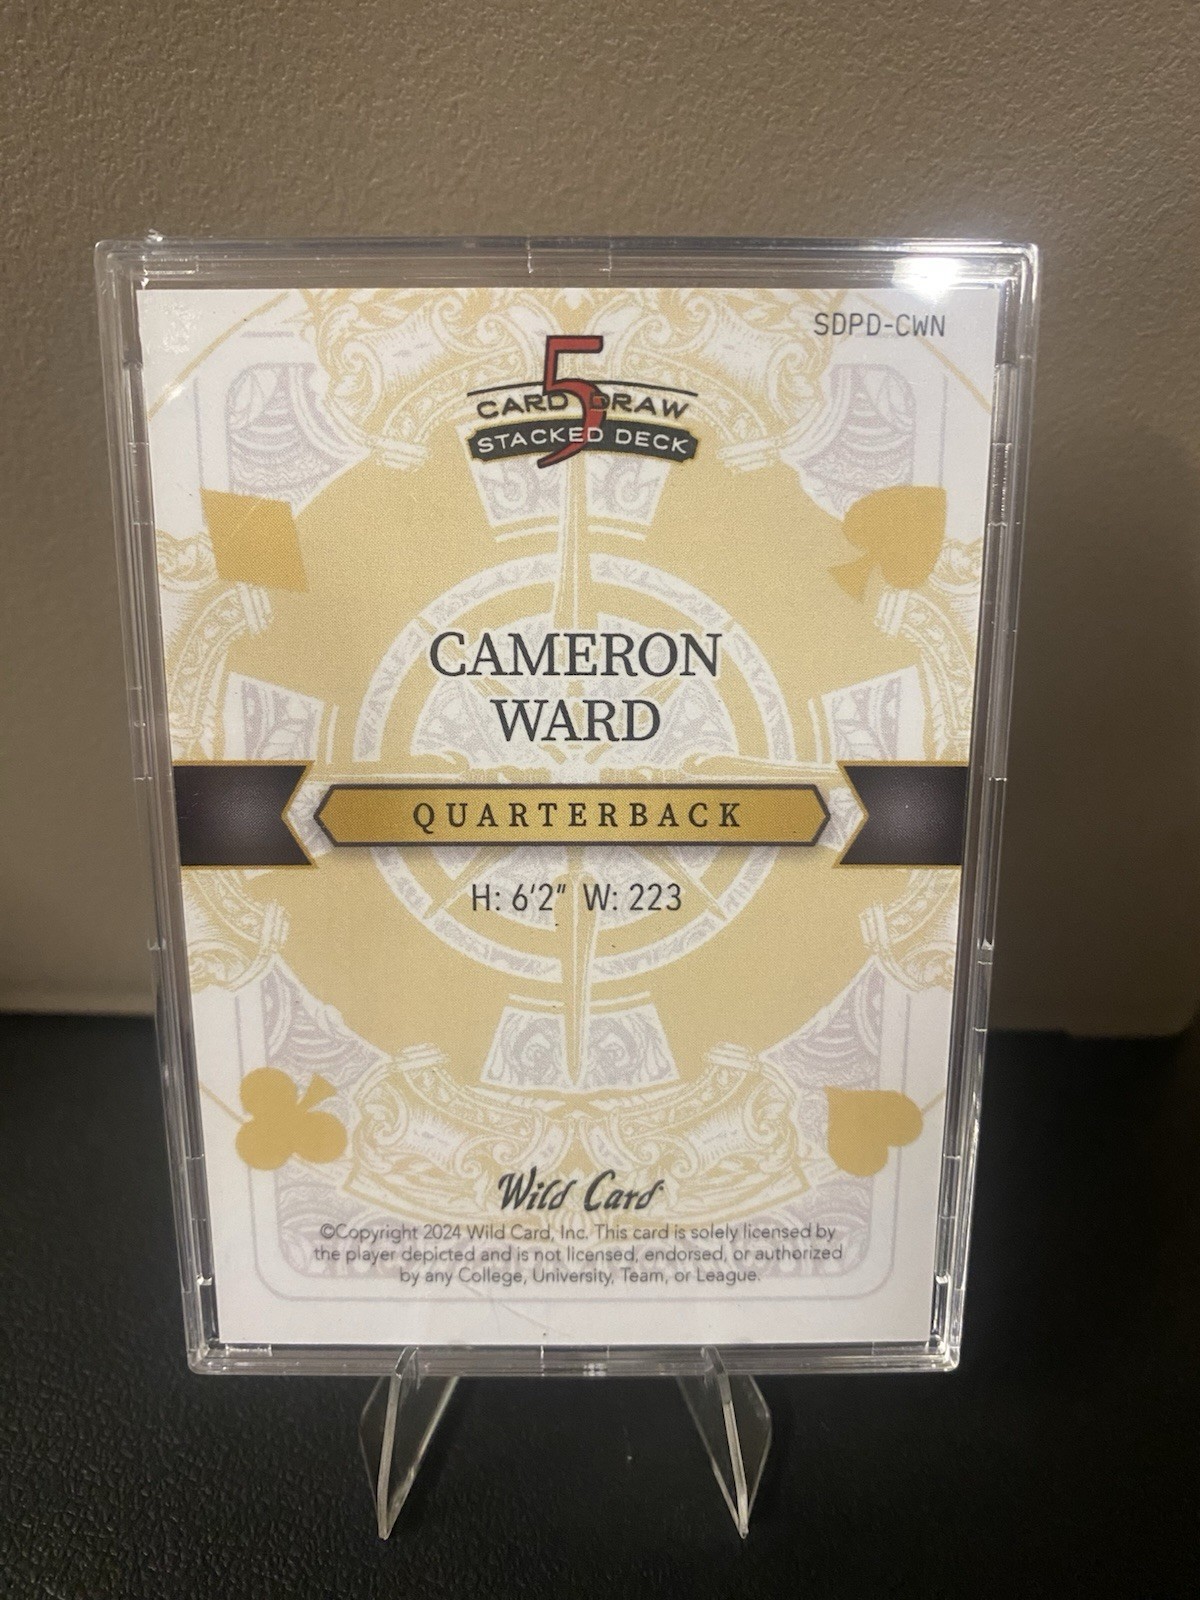 SDPD-CWN
5
CARD DRAW
STACKED DECK
CAMERON
WARD
QUARTERBACK
H: 6'2" W: 223
Wild Card
©Copyright 2024 Wild Card, Inc. This card is solely licensed by
the player depicted and is not licensed, endorsed, or authorized
by any College, University, Team, or League.